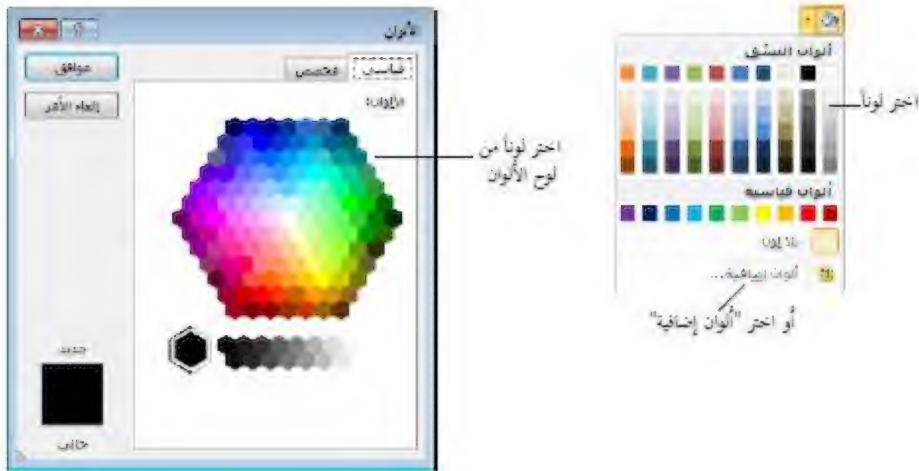 ألوان النسق
اختر لوناً
ألوان قياسية
بلا لون
ألوان إضافية...
أو اختر "ألوان إضافية"
الألوان
قياسي
مخصص
موافق
إلغاء الأمر
الألوان:
اختر لوناً من
لوح الألوان
جديد
حالي